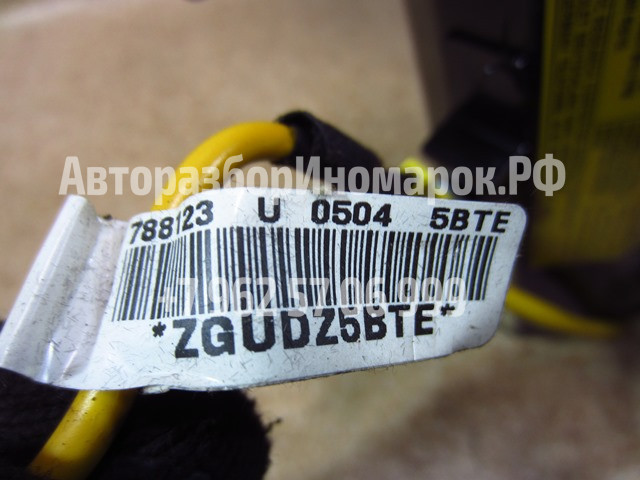 АвторазборИномарок.РФ
788123 U 0504 5BTE
+7 962 57 06 999
*ZGUDZ5BTE*